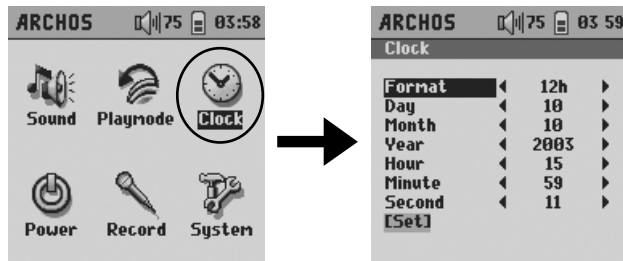 ARCHOS 75 03:58
Sound Playmode Clock
Power Record System
ARCHOS 75 03 59
Clock
Format 12h
Day 10
Month 10
Year 2003
Hour 15
Minute 59
Second 11
[Set]